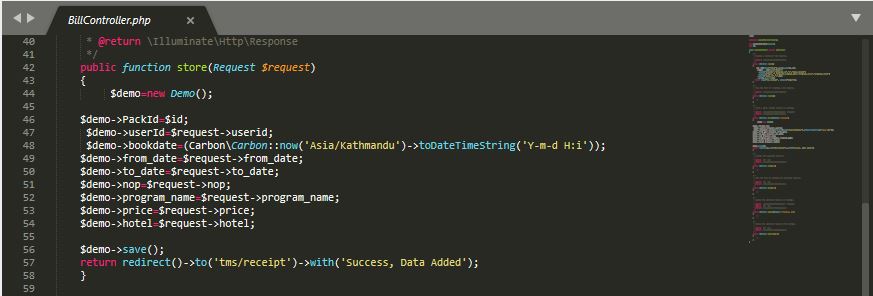 BillController.php ×
40 * @return \Illuminate\Http\Response
41 */
42 public function store(Request $request)
43 {
44 $demo=new Demo();
45
46 $demo->PackId=$id;
47 $demo->userId=$request->userid;
48 $demo->bookdate=(Carbon\Carbon::now('Asia/Kathmandu')->toDateTimeString('Y-m-d H:i'));
49 $demo->from_date=$request->from_date;
50 $demo->to_date=$request->to_date;
51 $demo->nop=$request->nop;
52 $demo->program_name=$request->program_name;
53 $demo->price=$request->price;
54 $demo->hotel=$request->hotel;
55
56 $demo->save();
57 return redirect()->to('tms/receipt')->with('Success, Data Added');
58 }
59